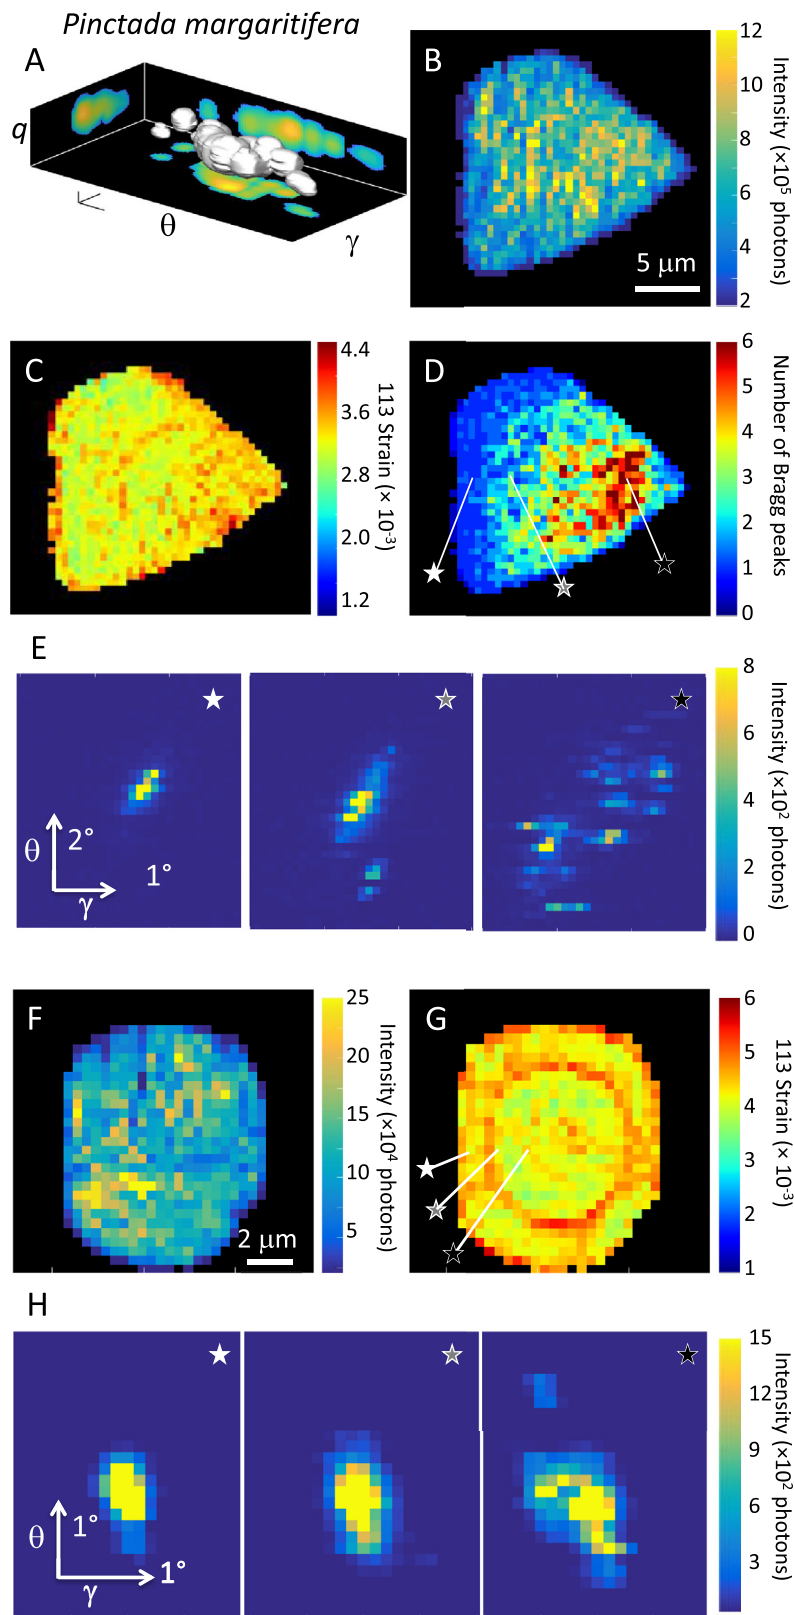 Pinctada margaritifera
A
q
θ
γ
B
5 μm
12
10
8
6
4
2
Intensity (×10⁵ photons)
C
4.4
3.6
2.8
2.0
1.2
113 Strain (× 10⁻³)
D
6
5
4
3
2
1
0
Number of Bragg peaks
E
θ
2°
1°
γ
8
6
4
2
0
Intensity (×10² photons)
F
2 μm
25
20
15
10
5
Intensity (×10⁴ photons)
G
6
5
4
3
2
1
113 Strain (× 10⁻³)
H
θ
1°
1°
γ
15
12
9
6
3
Intensity (×10² photons)